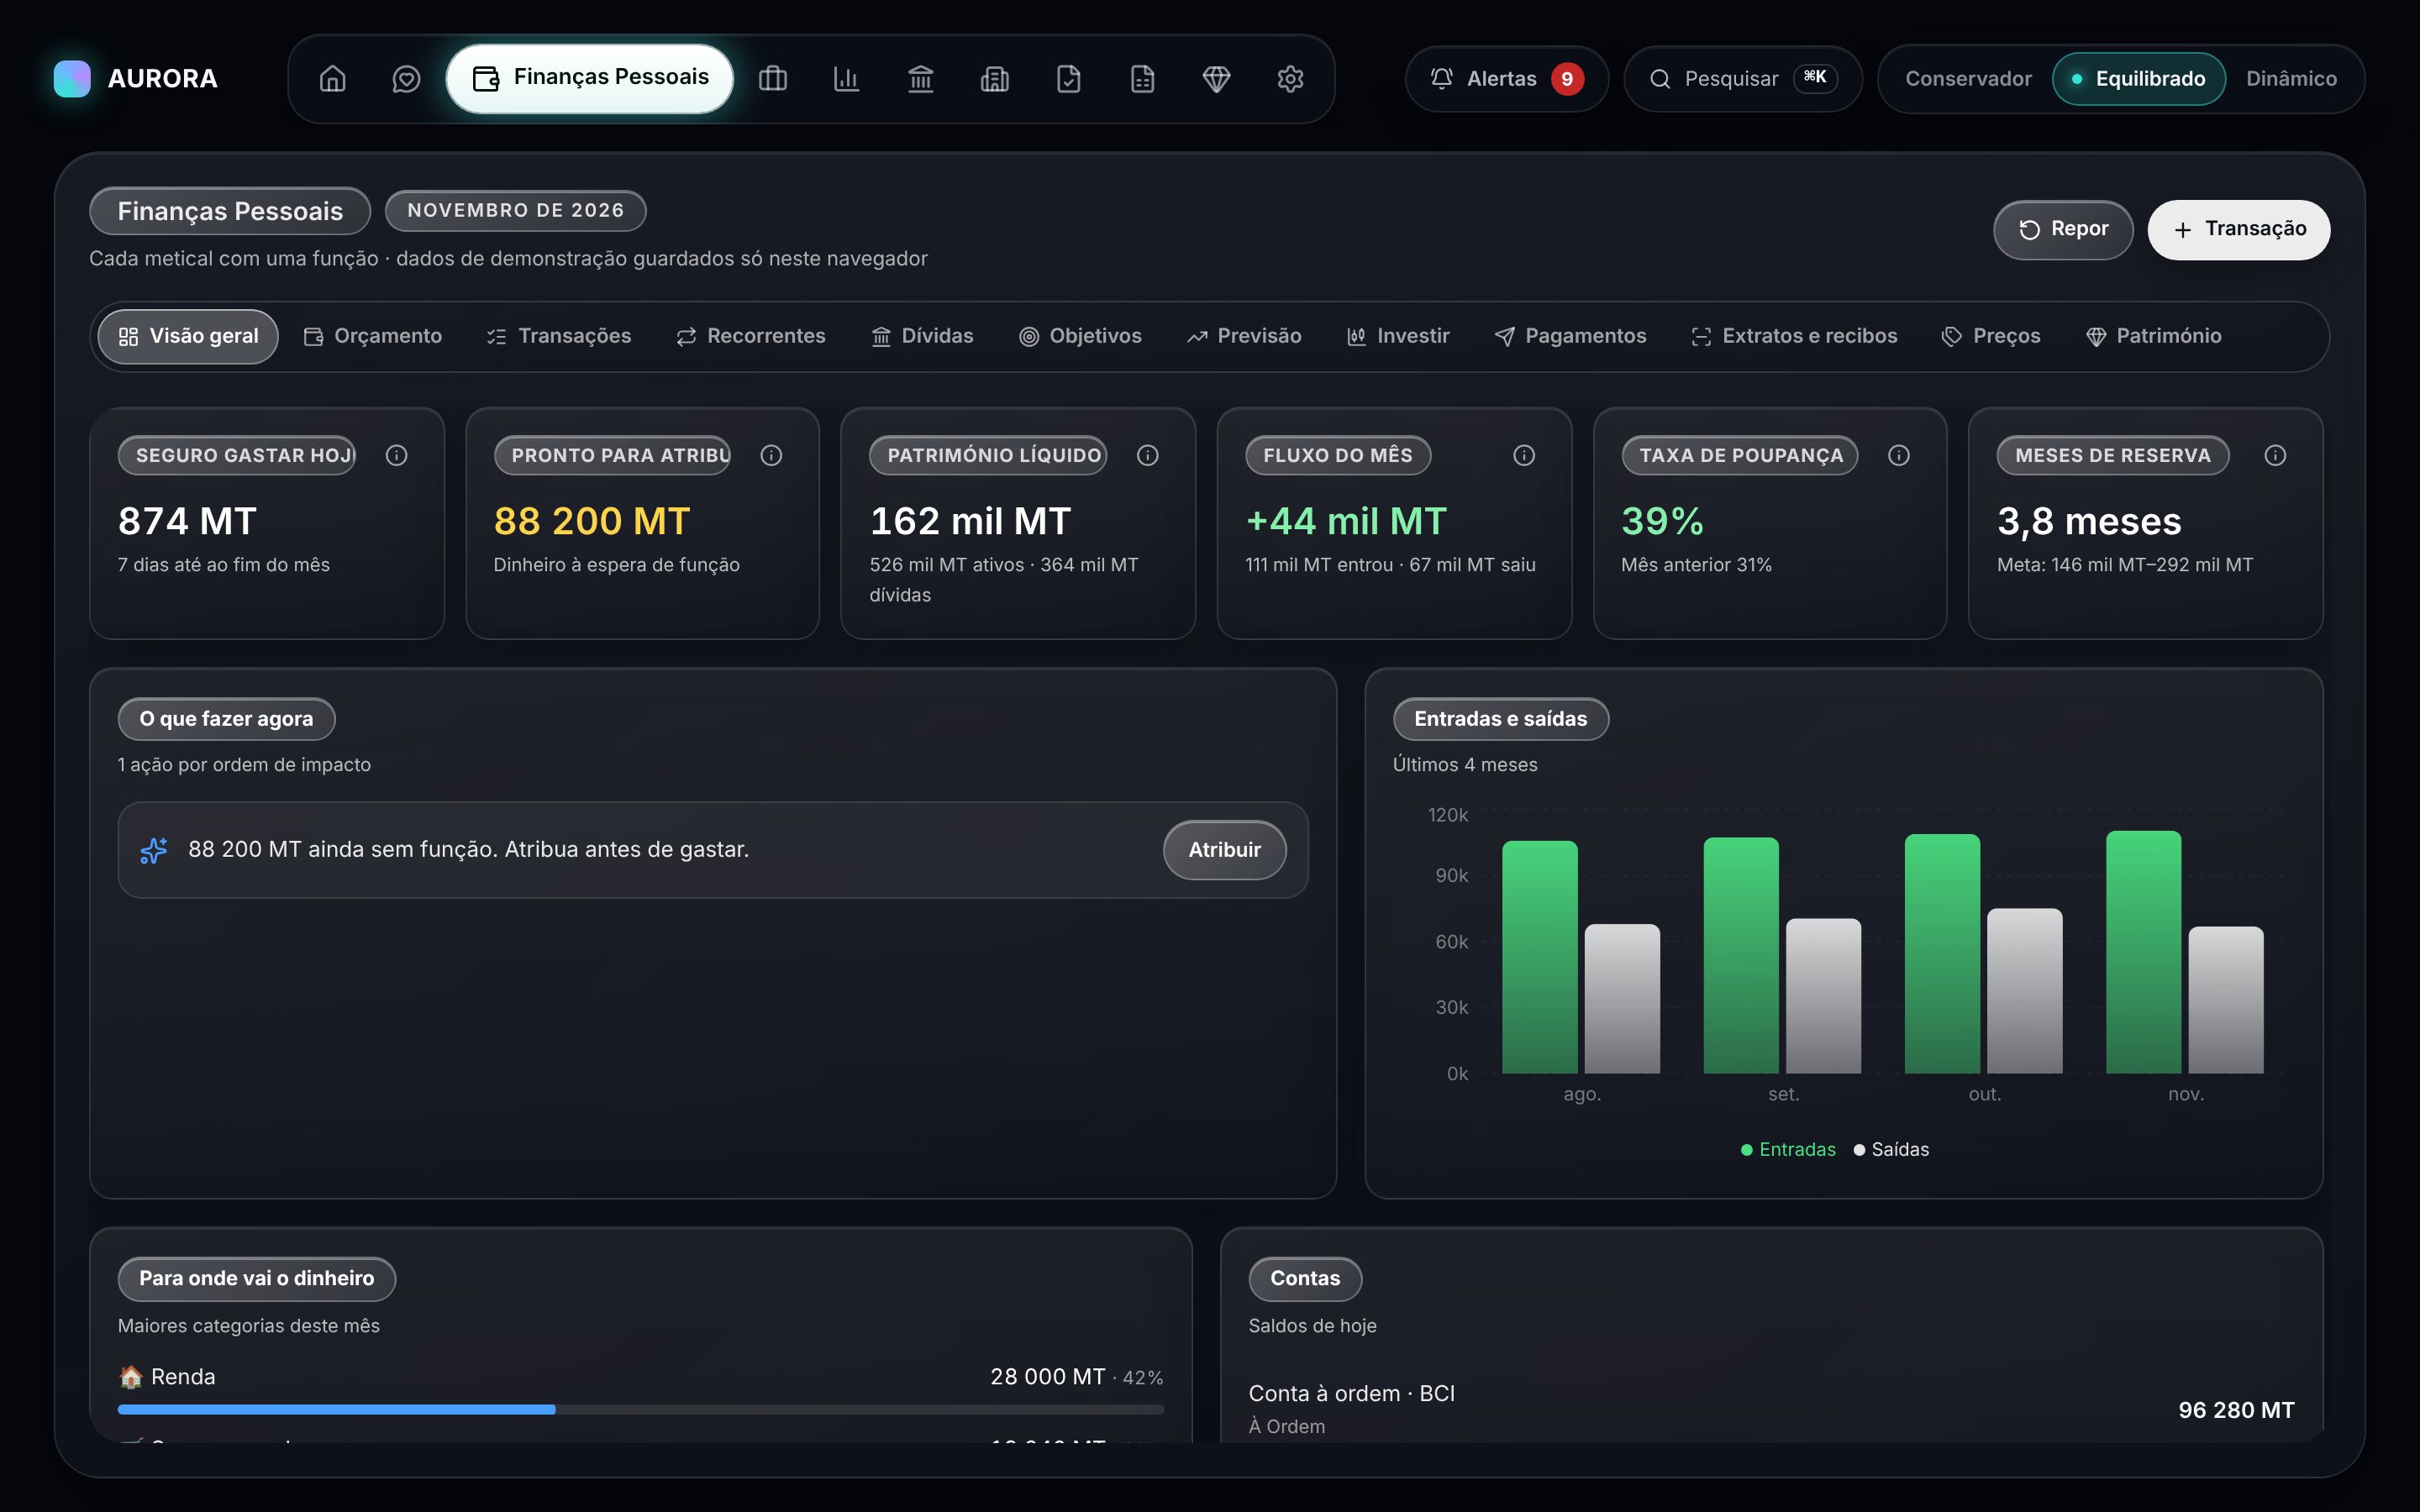 AURORA
Finanças Pessoais
Alertas 9
Pesquisar ⌘K
Conservador
Equilibrado
Dinâmico
Finanças Pessoais
NOVEMBRO DE 2026
Cada metical com uma função · dados de demonstração guardados só neste navegador
Repor
Transação
Visão geral
Orçamento
Transações
Recorrentes
Dívidas
Objetivos
Previsão
Investir
Pagamentos
Extratos e recibos
Preços
Património
SEGURO GASTAR HOJ
874 MT
7 dias até ao fim do mês
PRONTO PARA ATRIBU
88 200 MT
Dinheiro à espera de função
PATRIMÓNIO LÍQUIDO
162 mil MT
526 mil MT ativos · 364 mil MT
dívidas
FLUXO DO MÊS
+44 mil MT
111 mil MT entrou · 67 mil MT saiu
TAXA DE POUPANÇA
39%
Mês anterior 31%
MESES DE RESERVA
3,8 meses
Meta: 146 mil MT–292 mil MT
O que fazer agora
1 ação por ordem de impacto
88 200 MT ainda sem função. Atribua antes de gastar.
Atribuir
Entradas e saídas
Últimos 4 meses
120k
90k
60k
30k
0k
ago.
set.
out.
nov.
Entradas
Saídas
Para onde vai o dinheiro
Maiores categorias deste mês
Renda
28 000 MT · 42%
Contas
Saldos de hoje
Conta à ordem · BCI
À Ordem
96 280 MT